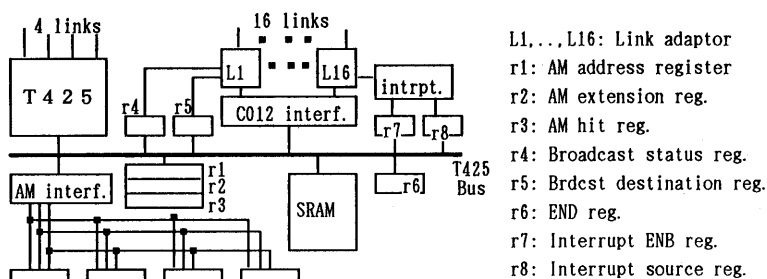 4 links
16 links
T425
L1
L16
intrpt.
r4
r5
C012 interf.
r7
r8
T425
Bus
AM interf.
r1
r2
r3
SRAM
r6
L1,..,L16: Link adaptor
r1: AM address register
r2: AM extension reg.
r3: AM hit reg.
r4: Broadcast status reg.
r5: Brdcst destination reg.
r6: END reg.
r7: Interrupt ENB reg.
r8: Interrupt source reg.